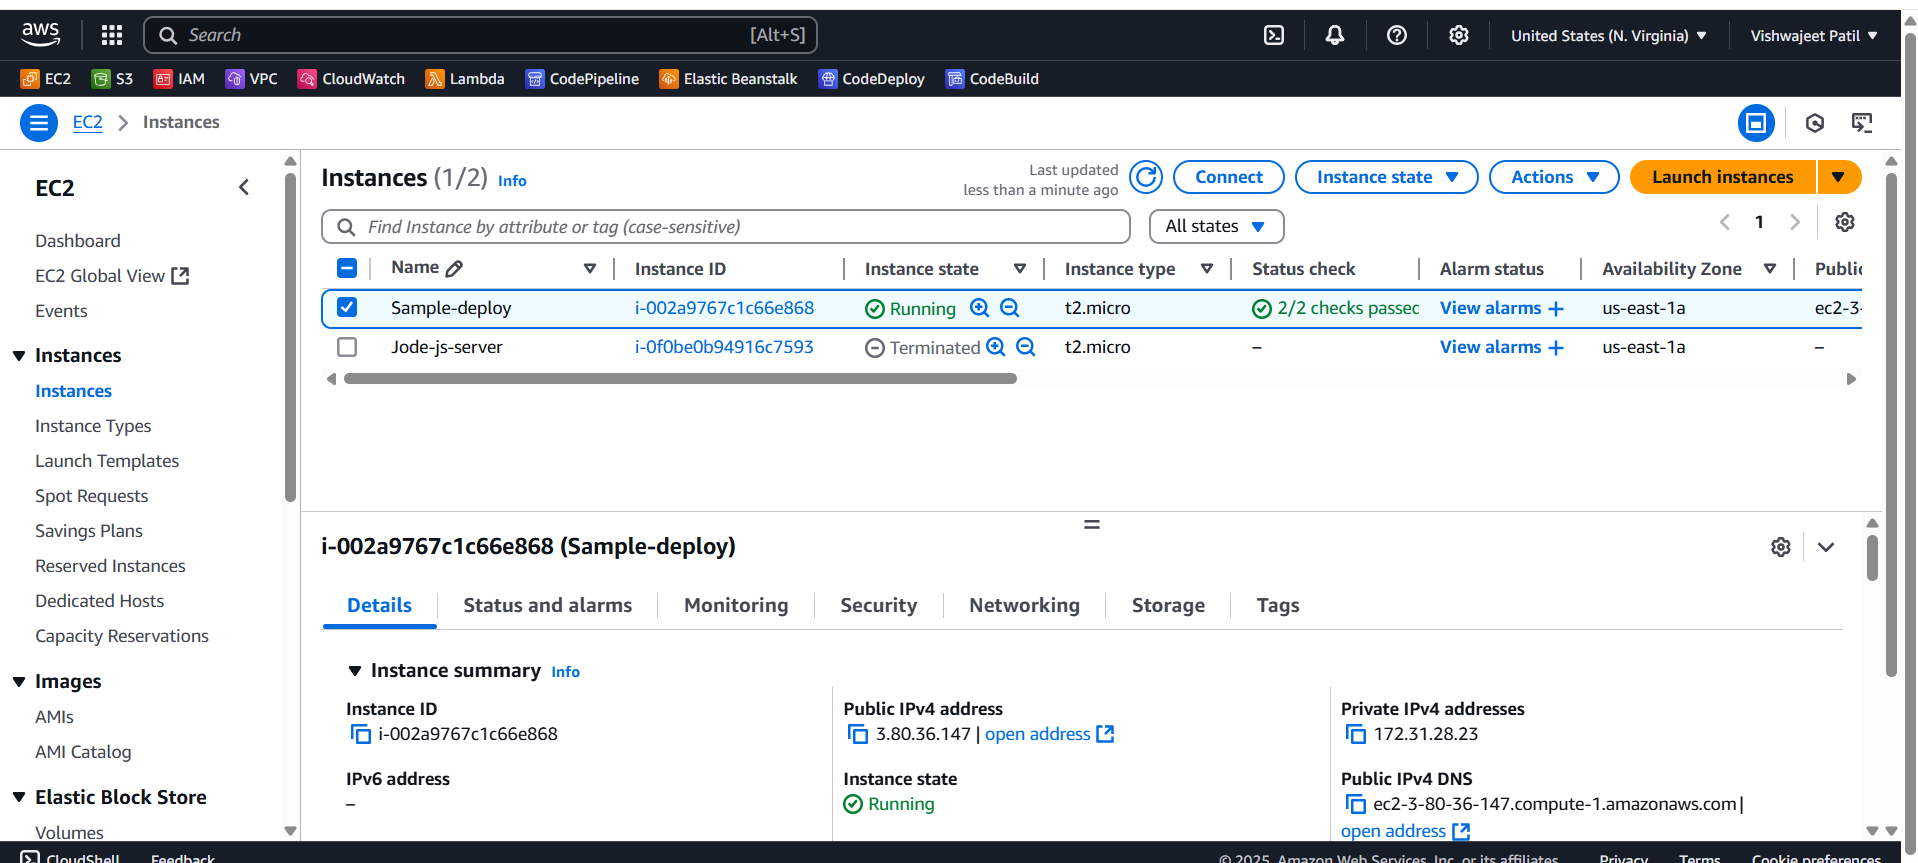 aws
Search [Alt+S]
United States (N. Virginia) Vishwajeet Patil
EC2 S3 IAM VPC CloudWatch Lambda CodePipeline Elastic Beanstalk CodeDeploy CodeBuild
EC2 Instances
EC2
Dashboard
EC2 Global View
Events
Instances
Instances
Instance Types
Launch Templates
Spot Requests
Savings Plans
Reserved Instances
Dedicated Hosts
Capacity Reservations
Images
AMIs
AMI Catalog
Elastic Block Store
Volumes
Instances (1/2) Info
Last updated
less than a minute ago
Connect Instance state Actions Launch instances
Find Instance by attribute or tag (case-sensitive) All states 1
Name Instance ID Instance state Instance type Status check Alarm status Availability Zone Public
Sample-deploy i-002a9767c1c66e868 Running t2.micro 2/2 checks passed View alarms + us-east-1a ec2-3-
Jode-js-server i-0f0be0b94916c7593 Terminated t2.micro – View alarms + us-east-1a –
i-002a9767c1c66e868 (Sample-deploy)
Details Status and alarms Monitoring Security Networking Storage Tags
Instance summary Info
Instance ID
i-002a9767c1c66e868
Public IPv4 address
3.80.36.147 | open address
Private IPv4 addresses
172.31.28.23
IPv6 address
–
Instance state
Running
Public IPv4 DNS
ec2-3-80-36-147.compute-1.amazonaws.com |
open address
CloudShell Feedback © 2025, Amazon Web Services, Inc. or its affiliates. Privacy Terms Cookie preferences